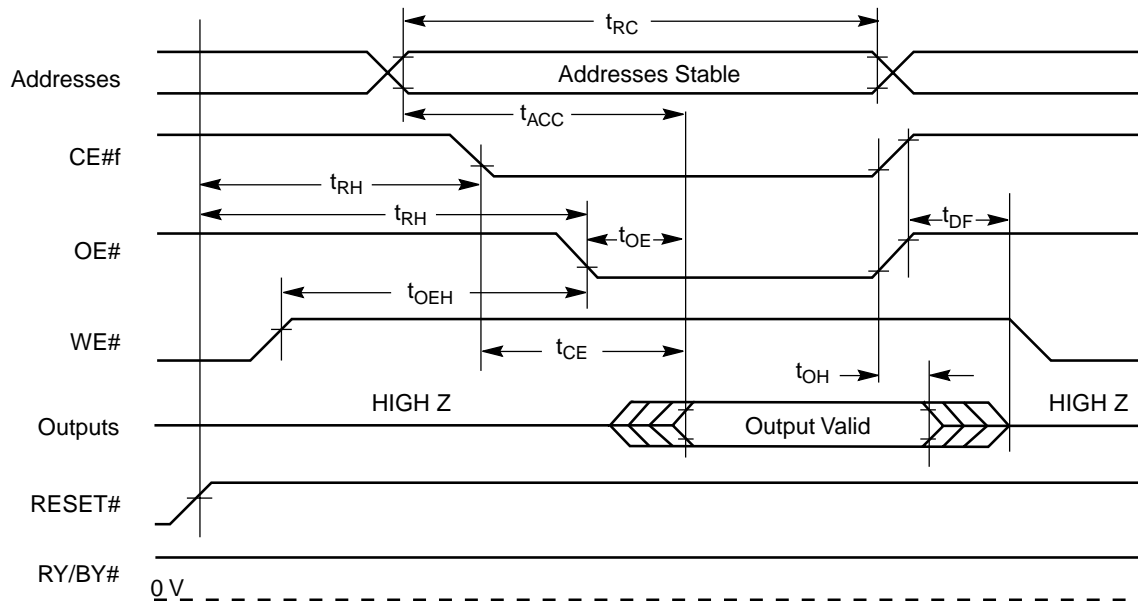 tRC
Addresses
Addresses Stable
tACC
CE#f
tRH
tRH
tDF
OE#
tOE
tOEH
WE#
tCE
tOH
HIGH Z
HIGH Z
Outputs
Output Valid
RESET#
RY/BY#
0 V